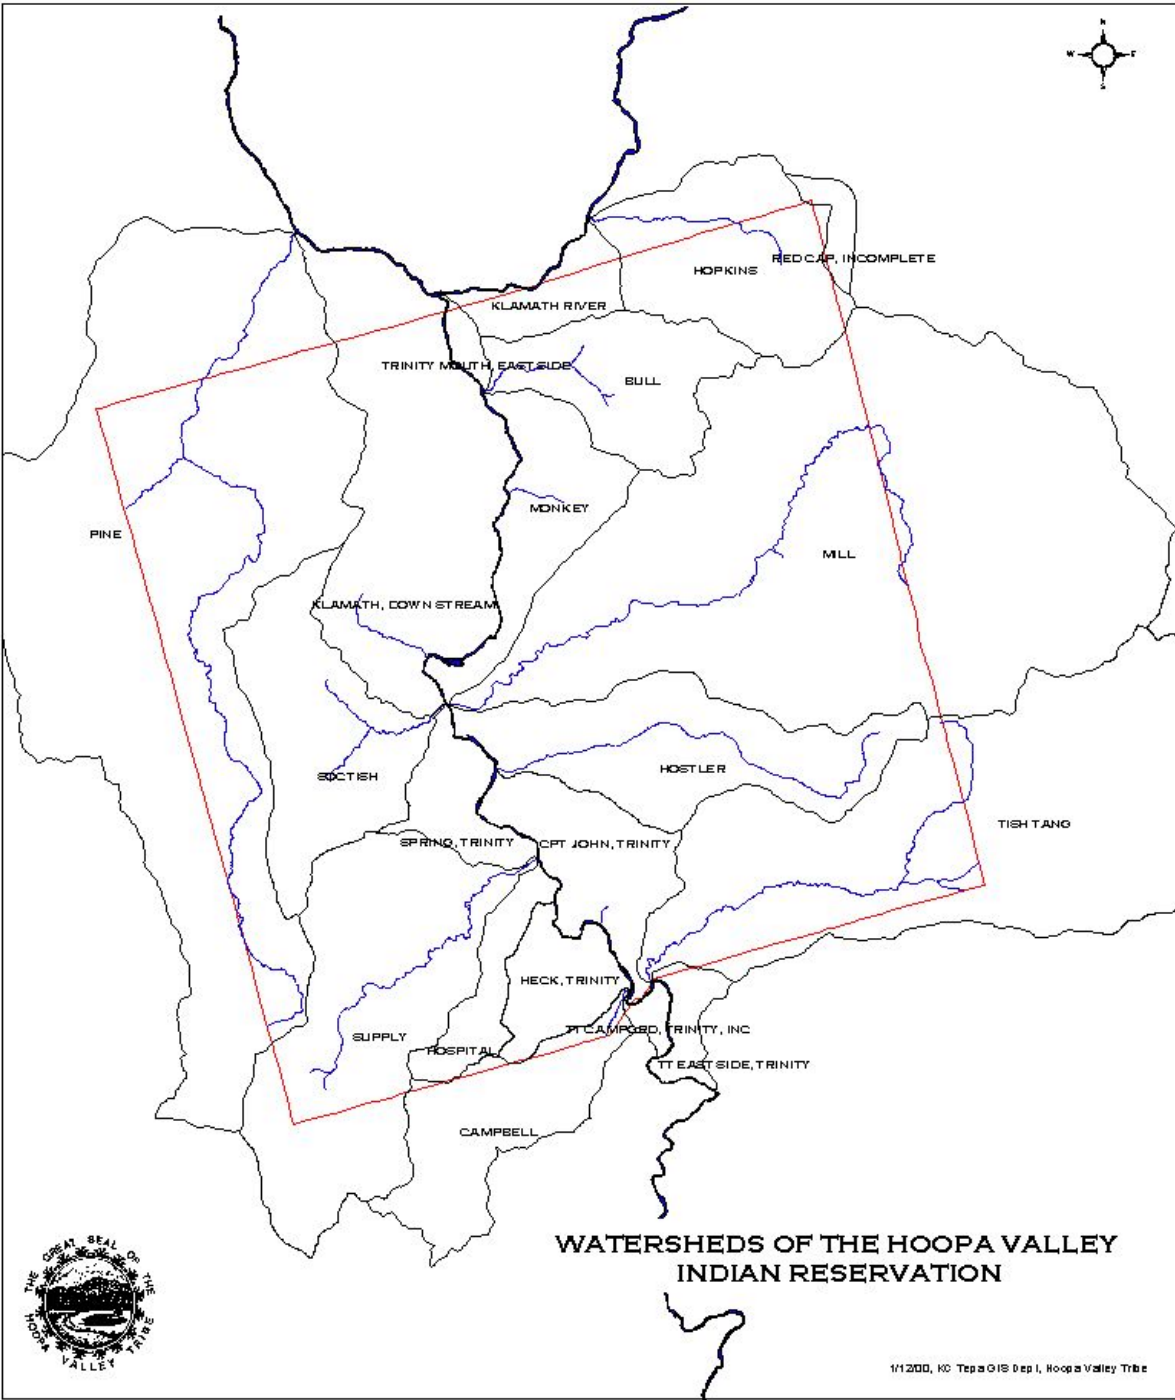 N
W E
S
HOPKINS
REDCAP, INCOMPLETE
KLAMATH RIVER
TRINITY MOUTH, EAST SIDE
BULL
MONKEY
PINE
MILL
KLAMATH, DOWNSTREAM
SOCTISH
HOSTLER
TISH TANG
SPRING, TRINITY
CPT JOHN, TRINITY
HECK, TRINITY
TT CAMPGRD, TRINITY, INC
SUPPLY
HOSPITAL
TT EAST SIDE, TRINITY
CAMPBELL
WATERSHEDS OF THE HOOPA VALLEY
INDIAN RESERVATION
THE GREAT SEAL OF THE
HOOPA VALLEY TRIBE
1/12/00, KC Tepa GIS Dept, Hoopa Valley Tribe